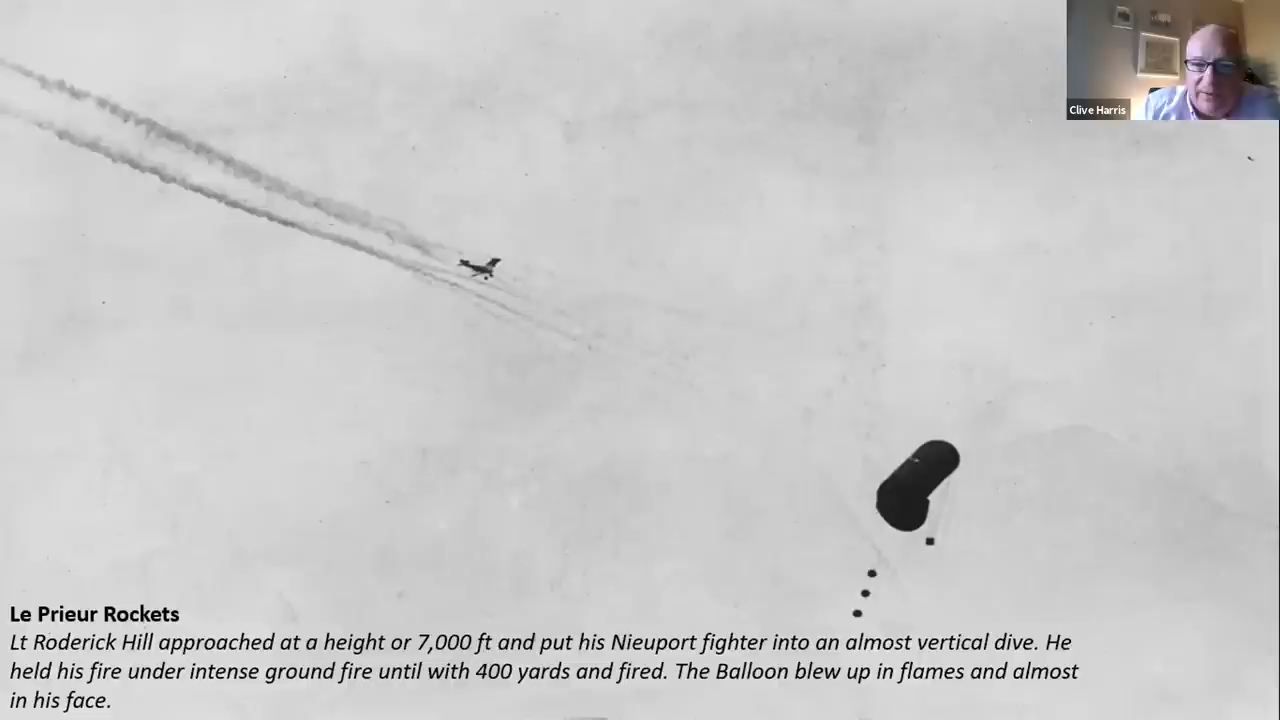 Clive Harris
Le Prieur Rockets
Lt Roderick Hill approached at a height or 7,000 ft and put his Nieuport fighter into an almost vertical dive. He
held his fire under intense ground fire until with 400 yards and fired. The Balloon blew up in flames and almost
in his face.